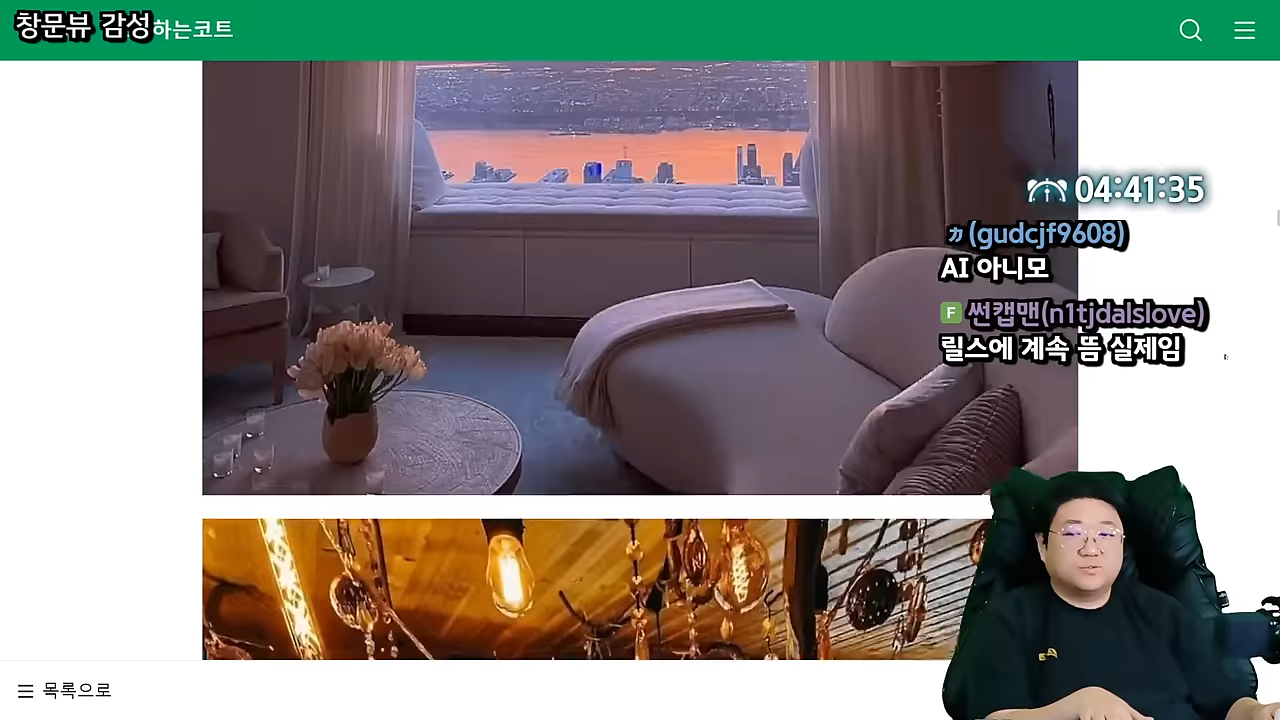 창문뷰 감성하는코트
04:41:35
ㅉ(gudcjf9608)
AI 아니모
F 썬캡맨(n1tjdalslove)
릴스에 계속 뜸 실제임
목록으로